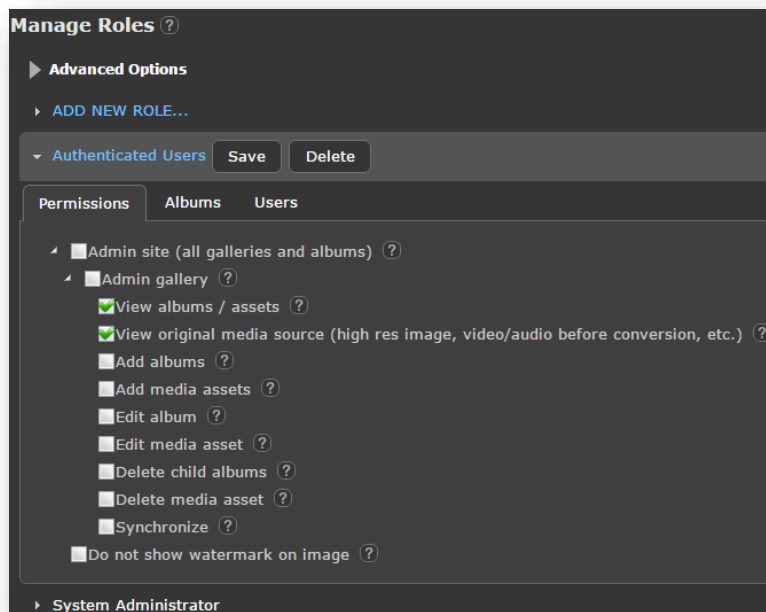 Manage Roles ?
Advanced Options
ADD NEW ROLE...
Authenticated Users Save Delete
Permissions Albums Users
Admin site (all galleries and albums) ?
Admin gallery ?
View albums / assets ?
View original media source (high res image, video/audio before conversion, etc.) ?
Add albums ?
Add media assets ?
Edit album ?
Edit media asset ?
Delete child albums ?
Delete media asset ?
Synchronize ?
Do not show watermark on image ?
System Administrator